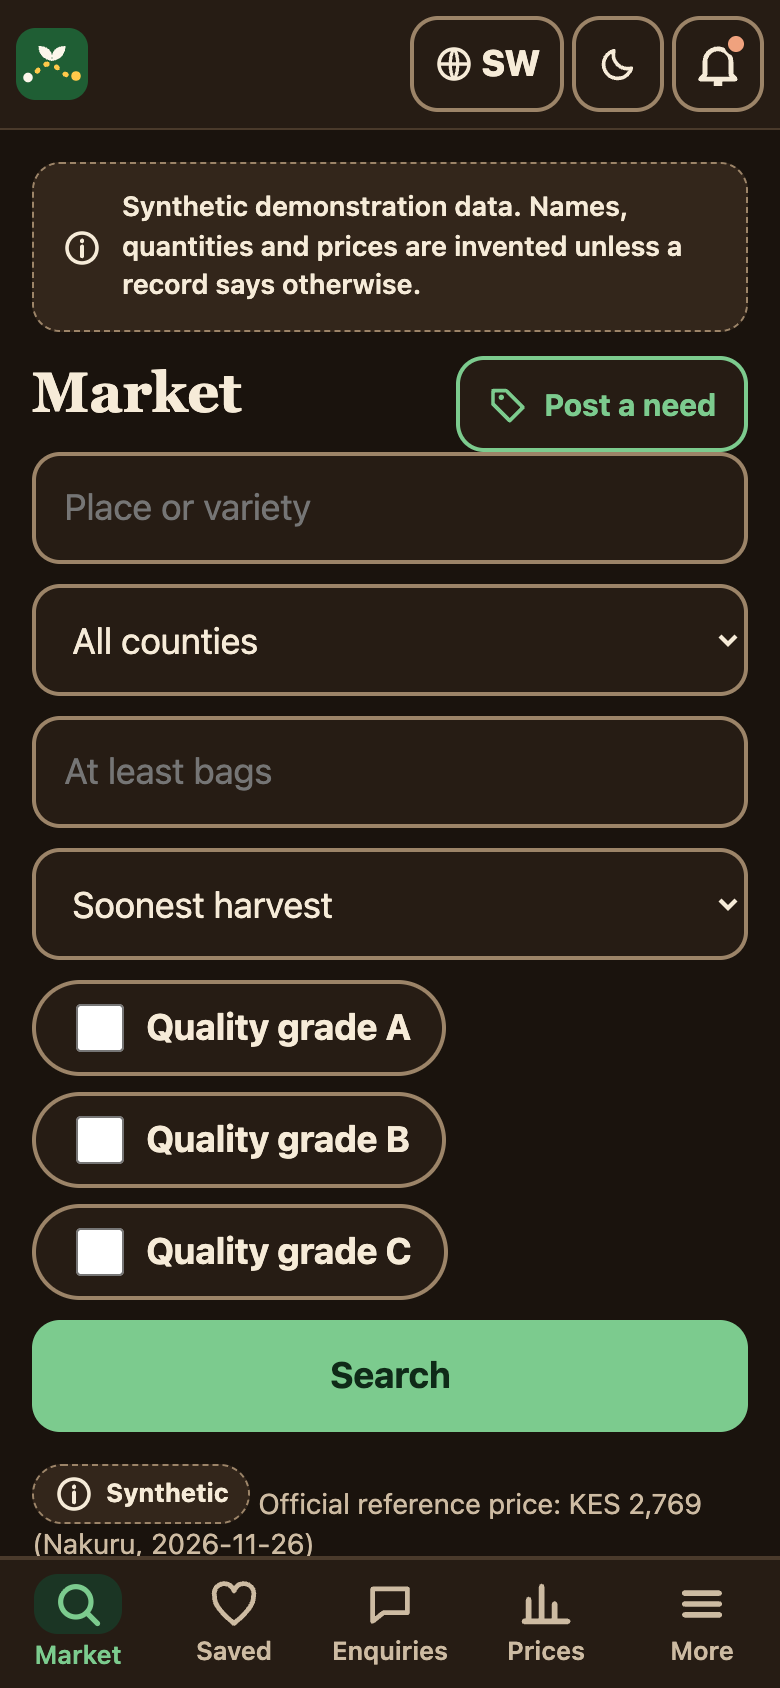 SW
Synthetic demonstration data. Names,
quantities and prices are invented unless a
record says otherwise.
Market
Post a need
Place or variety
All counties
At least bags
Soonest harvest
Quality grade A
Quality grade B
Quality grade C
Search
Synthetic Official reference price: KES 2,769
(Nakuru, 2026-11-26)
Market
Saved
Enquiries
Prices
More